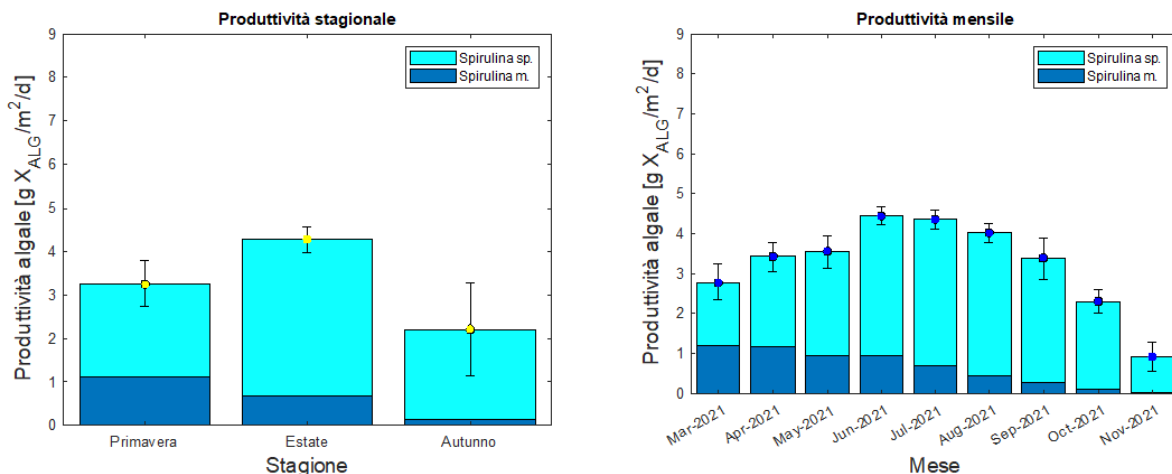 Produttività stagionale
Produttività algale [g X_ALG/m²/d]
9
8
7
6
5
4
3
2
1
0
Spirulina sp.
Spirulina m.
Primavera
Estate
Autunno
Stagione
Produttività mensile
Produttività algale [g X_ALG/m²/d]
9
8
7
6
5
4
3
2
1
0
Spirulina sp.
Spirulina m.
Mar-2021
Apr-2021
May-2021
Jun-2021
Jul-2021
Aug-2021
Sep-2021
Oct-2021
Nov-2021
Mese